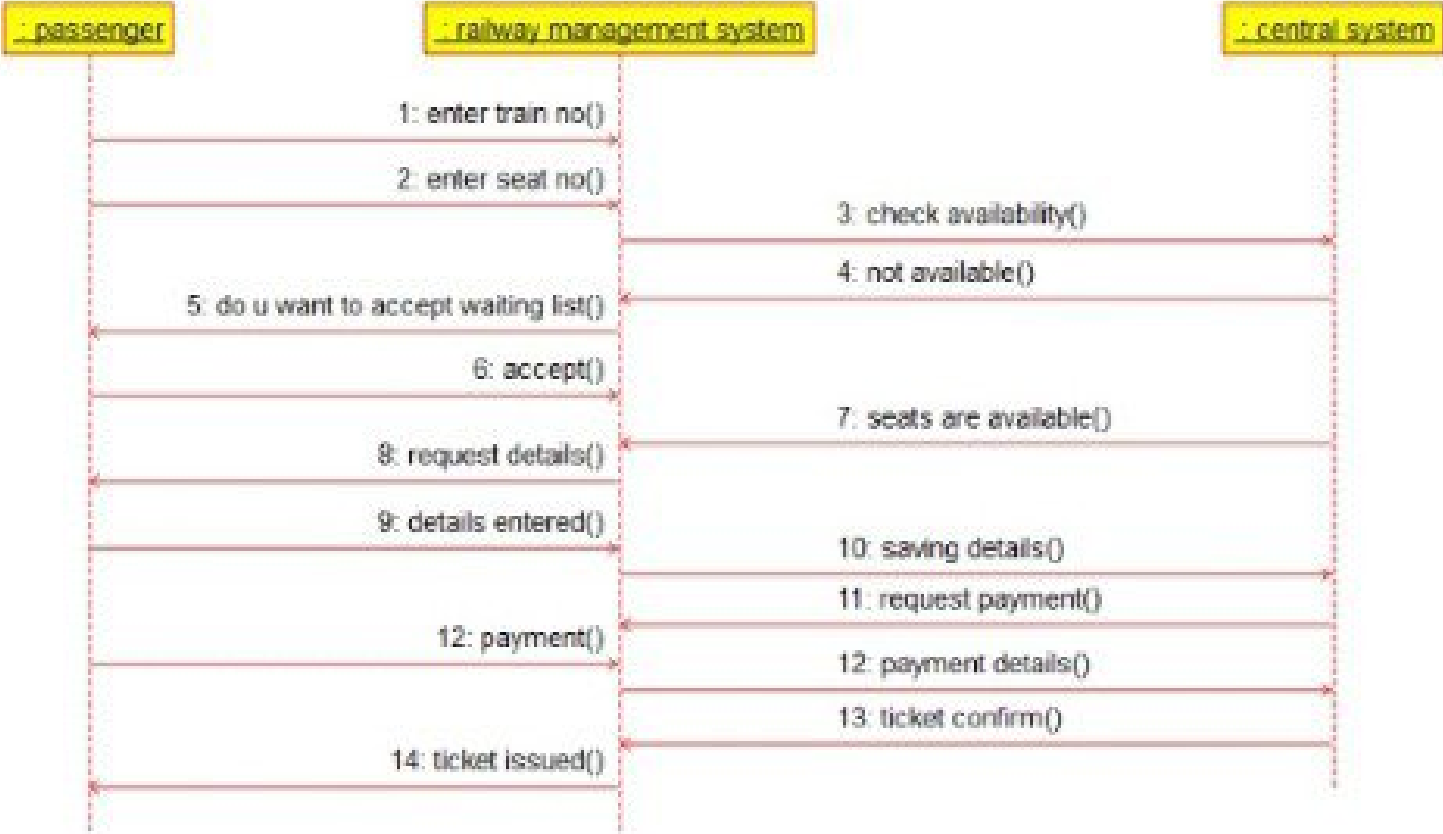 : passenger
: railway management system
: central system
1: enter train no()
2: enter seat no()
3: check availability()
4: not available()
5: do u want to accept waiting list()
6: accept()
7: seats are available()
8: request details()
9: details entered()
10: saving details()
11: request payment()
12: payment()
12: payment details()
13: ticket confirm()
14: ticket issued()